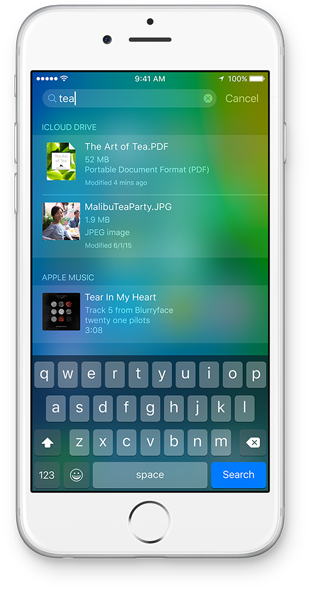 9:41 AM
100%
tea
Cancel
ICLOUD DRIVE
The Art of Tea.PDF
52 MB
Portable Document Format (PDF)
Modified 4 mins ago
MalibuTeaParty.JPG
1.9 MB
JPEG image
Modified 6/1/15
APPLE MUSIC
Tear In My Heart
Track 5 from Blurryface
twenty one pilots
3:08
q w e r t y u i o p
a s d f g h j k l
z x c v b n m
123 space Search